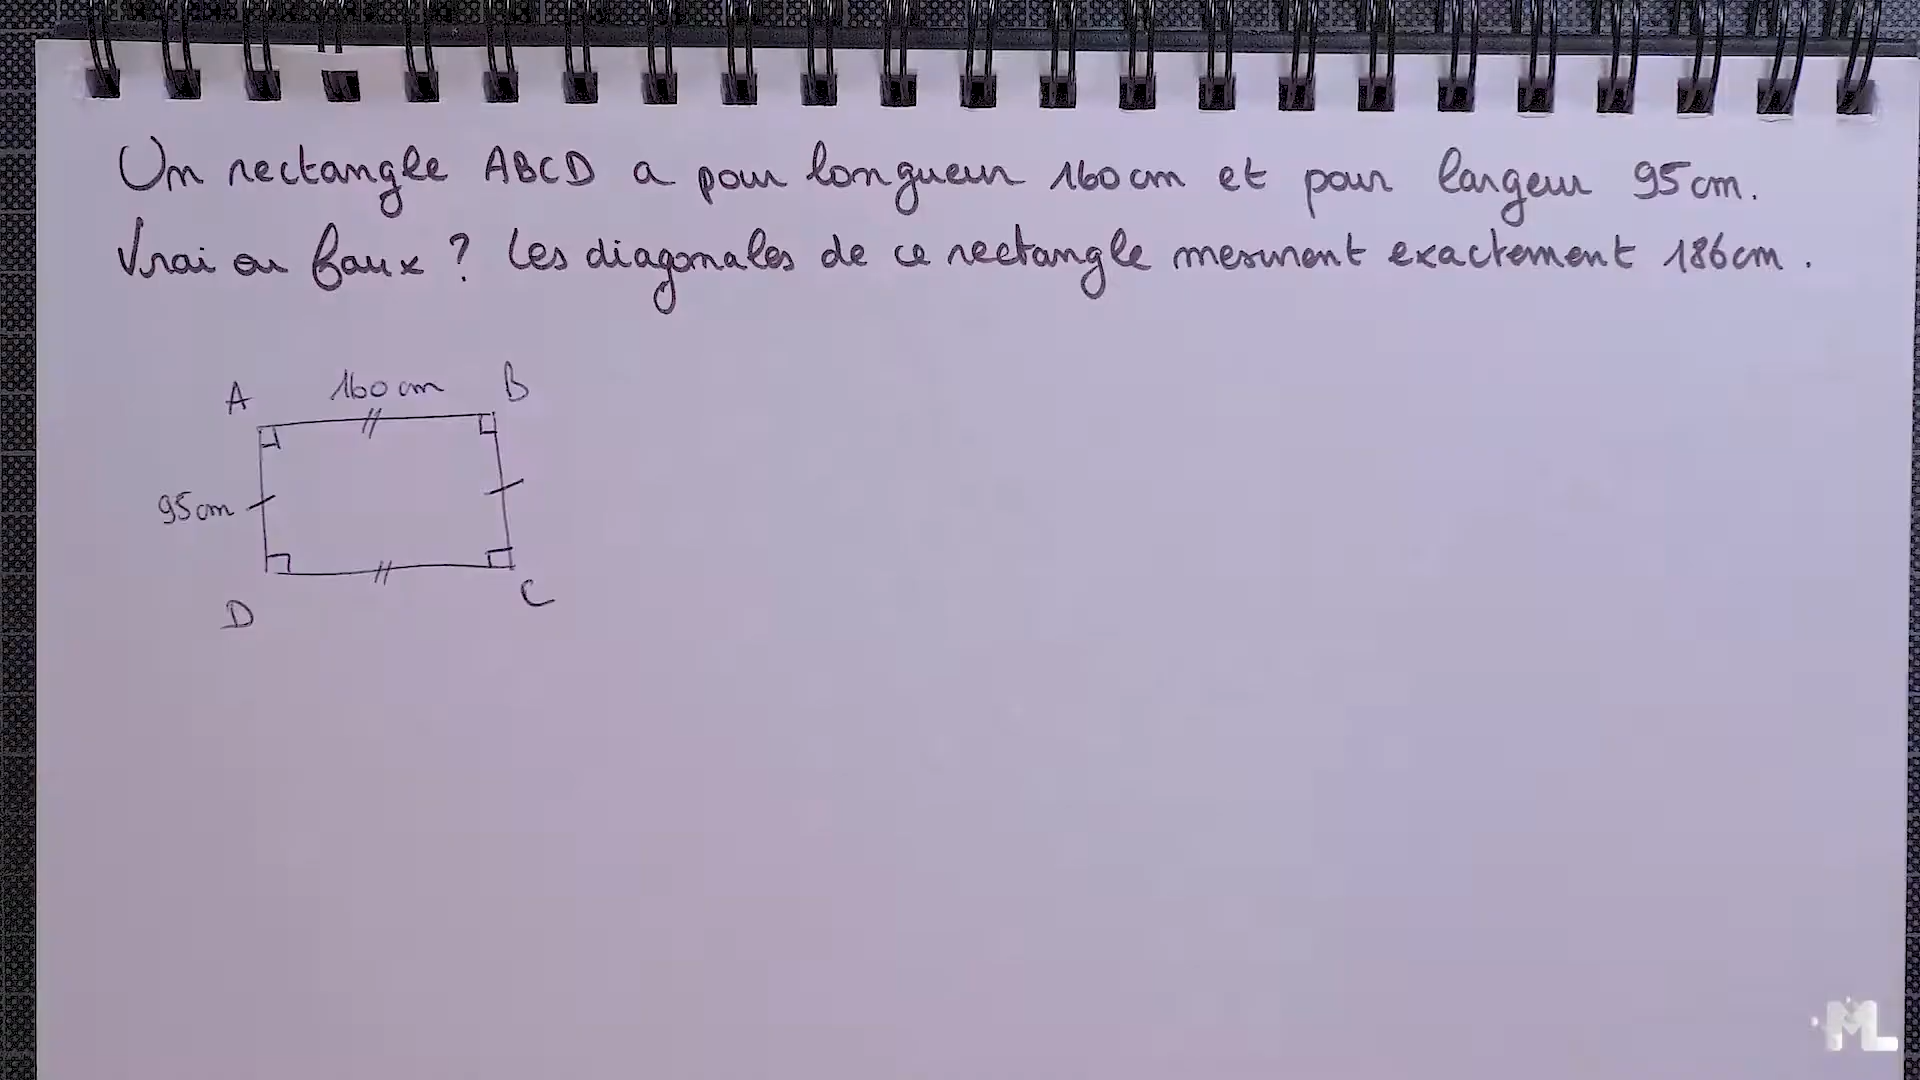 Un rectangle ABCD a pour longueur 160 cm et pour largeur 95 cm.
Vrai ou faux ? Les diagonales de ce rectangle mesurent exactement 186 cm.
A 160 cm B
95 cm
D C
ML